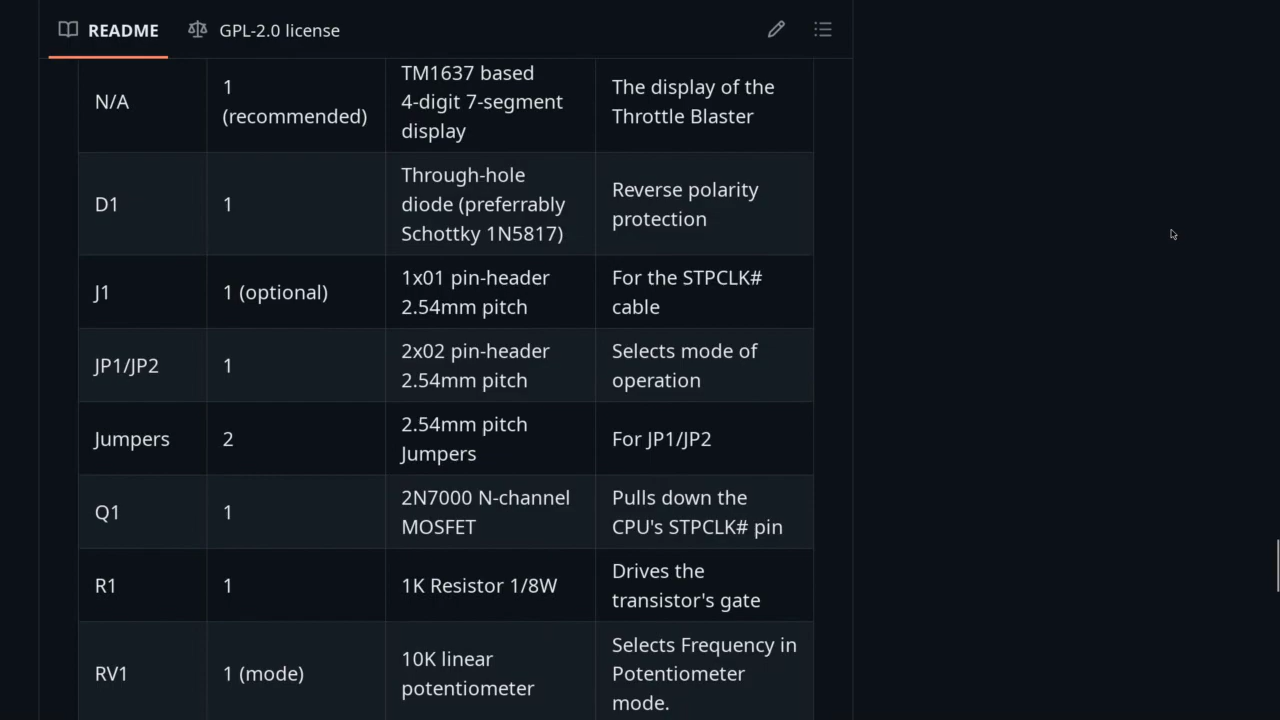 README
GPL-2.0 license
N/A
1
(recommended)
TM1637 based
4-digit 7-segment
display
The display of the
Throttle Blaster
D1
1
Through-hole
diode (preferrably
Schottky 1N5817)
Reverse polarity
protection
J1
1 (optional)
1x01 pin-header
2.54mm pitch
For the STPCLK#
cable
JP1/JP2
1
2x02 pin-header
2.54mm pitch
Selects mode of
operation
Jumpers
2
2.54mm pitch
Jumpers
For JP1/JP2
Q1
1
2N7000 N-channel
MOSFET
Pulls down the
CPU's STPCLK# pin
R1
1
1K Resistor 1/8W
Drives the
transistor's gate
RV1
1 (mode)
10K linear
potentiometer
Selects Frequency in
Potentiometer
mode.